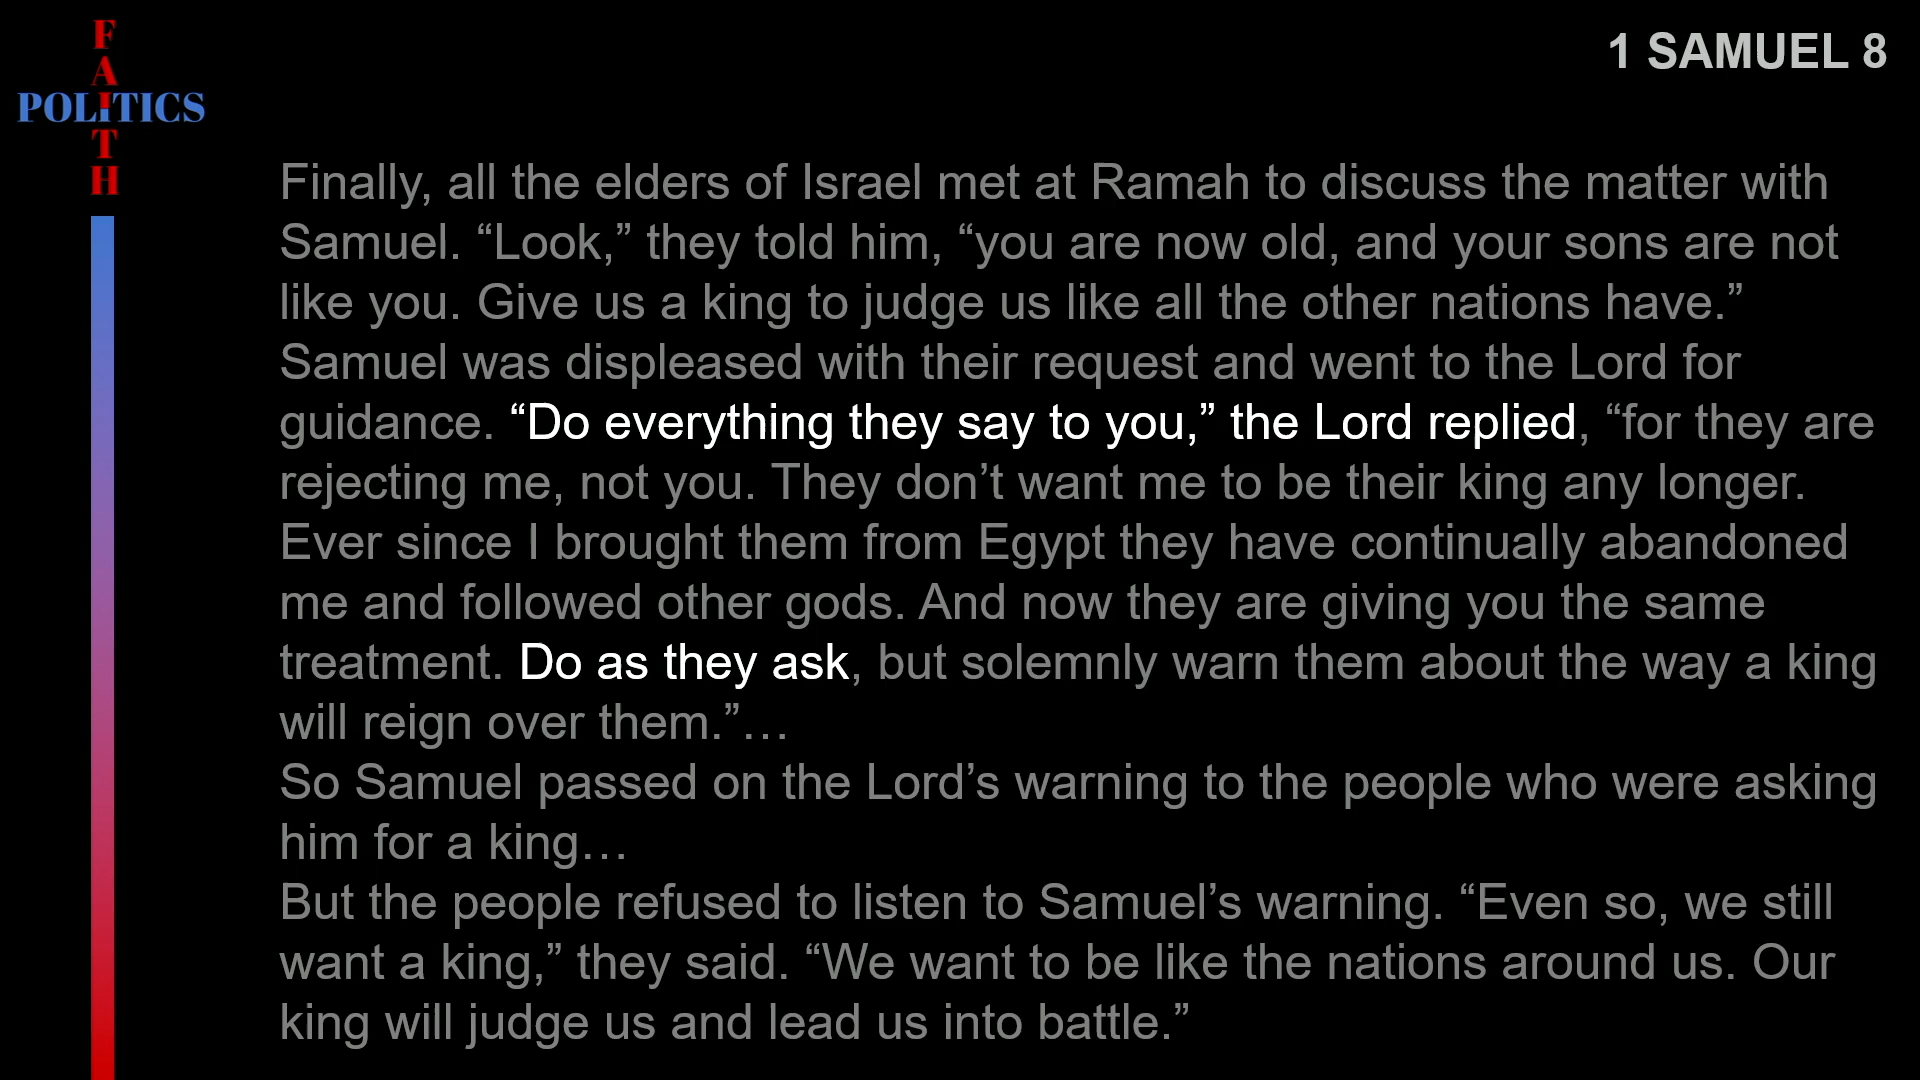 FAITH
POLITICS
1 SAMUEL 8
Finally, all the elders of Israel met at Ramah to discuss the matter with
Samuel. “Look,” they told him, “you are now old, and your sons are not
like you. Give us a king to judge us like all the other nations have.”
Samuel was displeased with their request and went to the Lord for
guidance. “Do everything they say to you,” the Lord replied, “for they are
rejecting me, not you. They don’t want me to be their king any longer.
Ever since I brought them from Egypt they have continually abandoned
me and followed other gods. And now they are giving you the same
treatment. Do as they ask, but solemnly warn them about the way a king
will reign over them.”…
So Samuel passed on the Lord’s warning to the people who were asking
him for a king…
But the people refused to listen to Samuel’s warning. “Even so, we still
want a king,” they said. “We want to be like the nations around us. Our
king will judge us and lead us into battle.”